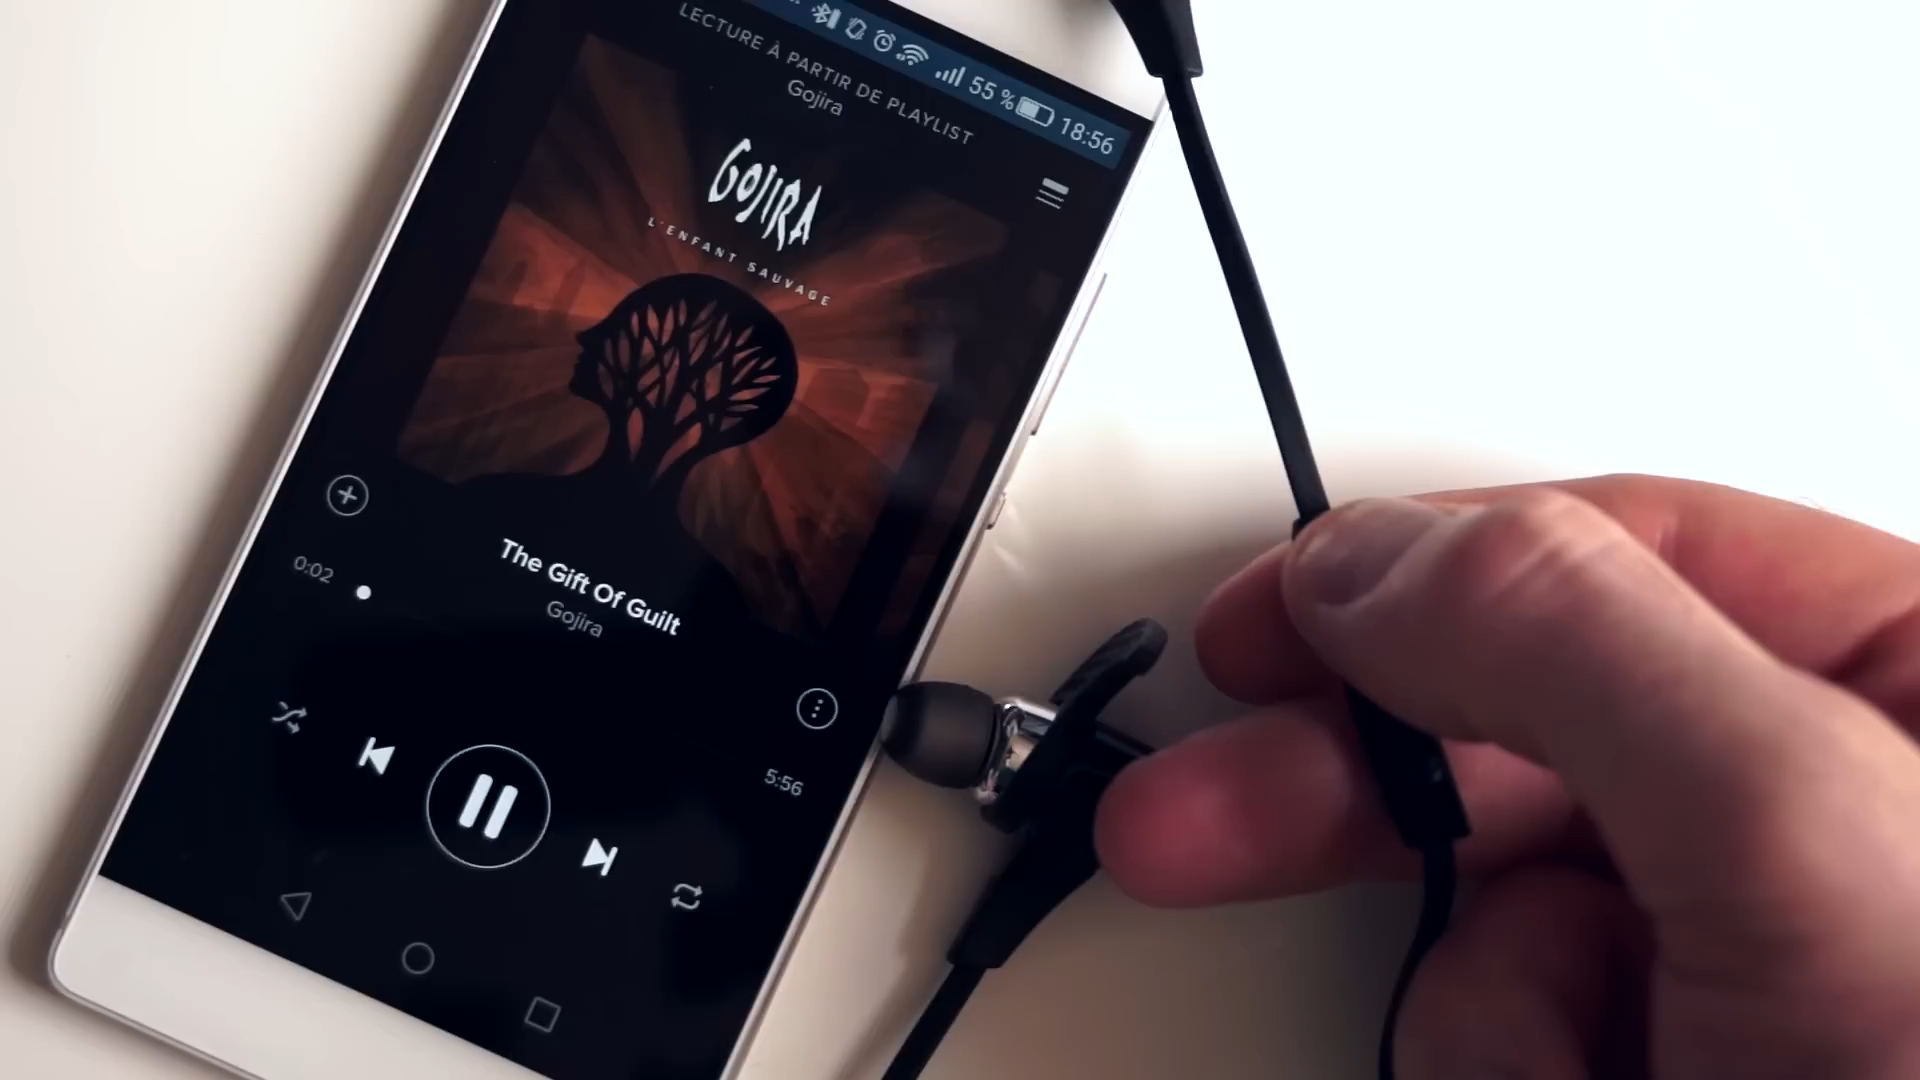 55 % 18:56
LECTURE À PARTIR DE PLAYLIST
Gojira
GOJIRA
L'ENFANT SAUVAGE
The Gift Of Guilt
Gojira
0:02
5:56